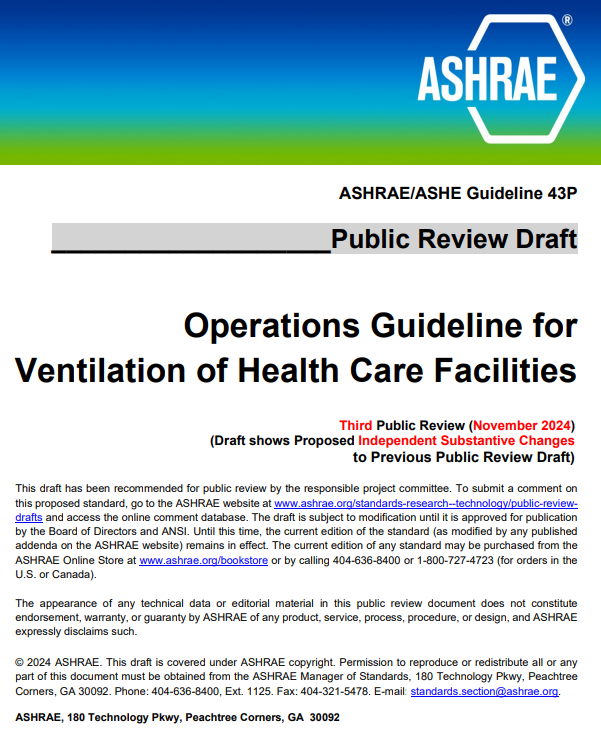 ASHRAE®
ASHRAE/ASHE Guideline 43P
___________________Public Review Draft
Operations Guideline for
Ventilation of Health Care Facilities
Third Public Review (November 2024)
(Draft shows Proposed Independent Substantive Changes
to Previous Public Review Draft)
This draft has been recommended for public review by the responsible project committee. To submit a comment on
this proposed standard, go to the ASHRAE website at www.ashrae.org/standards-research--technology/public-review-
drafts and access the online comment database. The draft is subject to modification until it is approved for publication
by the Board of Directors and ANSI. Until this time, the current edition of the standard (as modified by any published
addenda on the ASHRAE website) remains in effect. The current edition of any standard may be purchased from the
ASHRAE Online Store at www.ashrae.org/bookstore or by calling 404-636-8400 or 1-800-727-4723 (for orders in the
U.S. or Canada).
The appearance of any technical data or editorial material in this public review document does not constitute
endorsement, warranty, or guaranty by ASHRAE of any product, service, process, procedure, or design, and ASHRAE
expressly disclaims such.
© 2024 ASHRAE. This draft is covered under ASHRAE copyright. Permission to reproduce or redistribute all or any
part of this document must be obtained from the ASHRAE Manager of Standards, 180 Technology Pkwy, Peachtree
Corners, GA 30092. Phone: 404-636-8400, Ext. 1125. Fax: 404-321-5478. E-mail: standards.section@ashrae.org.
ASHRAE, 180 Technology Pkwy, Peachtree Corners, GA 30092